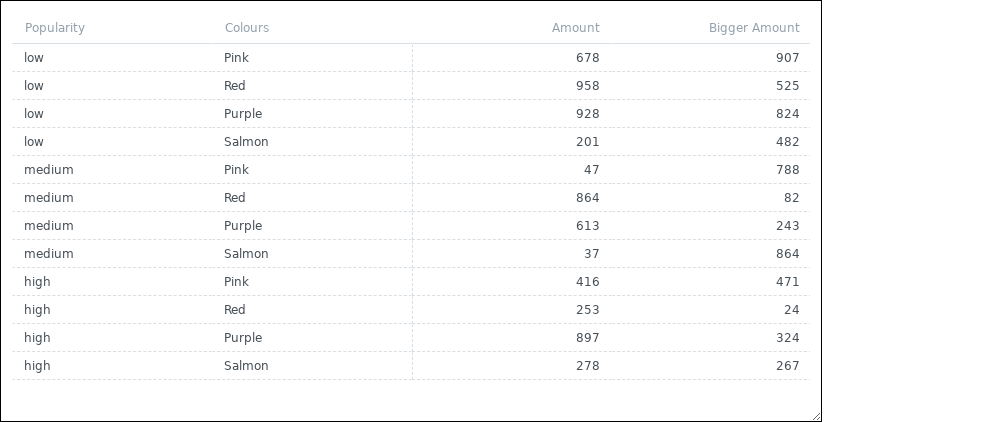 Popularity Colours Amount Bigger Amount
low Pink 678 907
low Red 958 525
low Purple 928 824
low Salmon 201 482
medium Pink 47 788
medium Red 864 82
medium Purple 613 243
medium Salmon 37 864
high Pink 416 471
high Red 253 24
high Purple 897 324
high Salmon 278 267